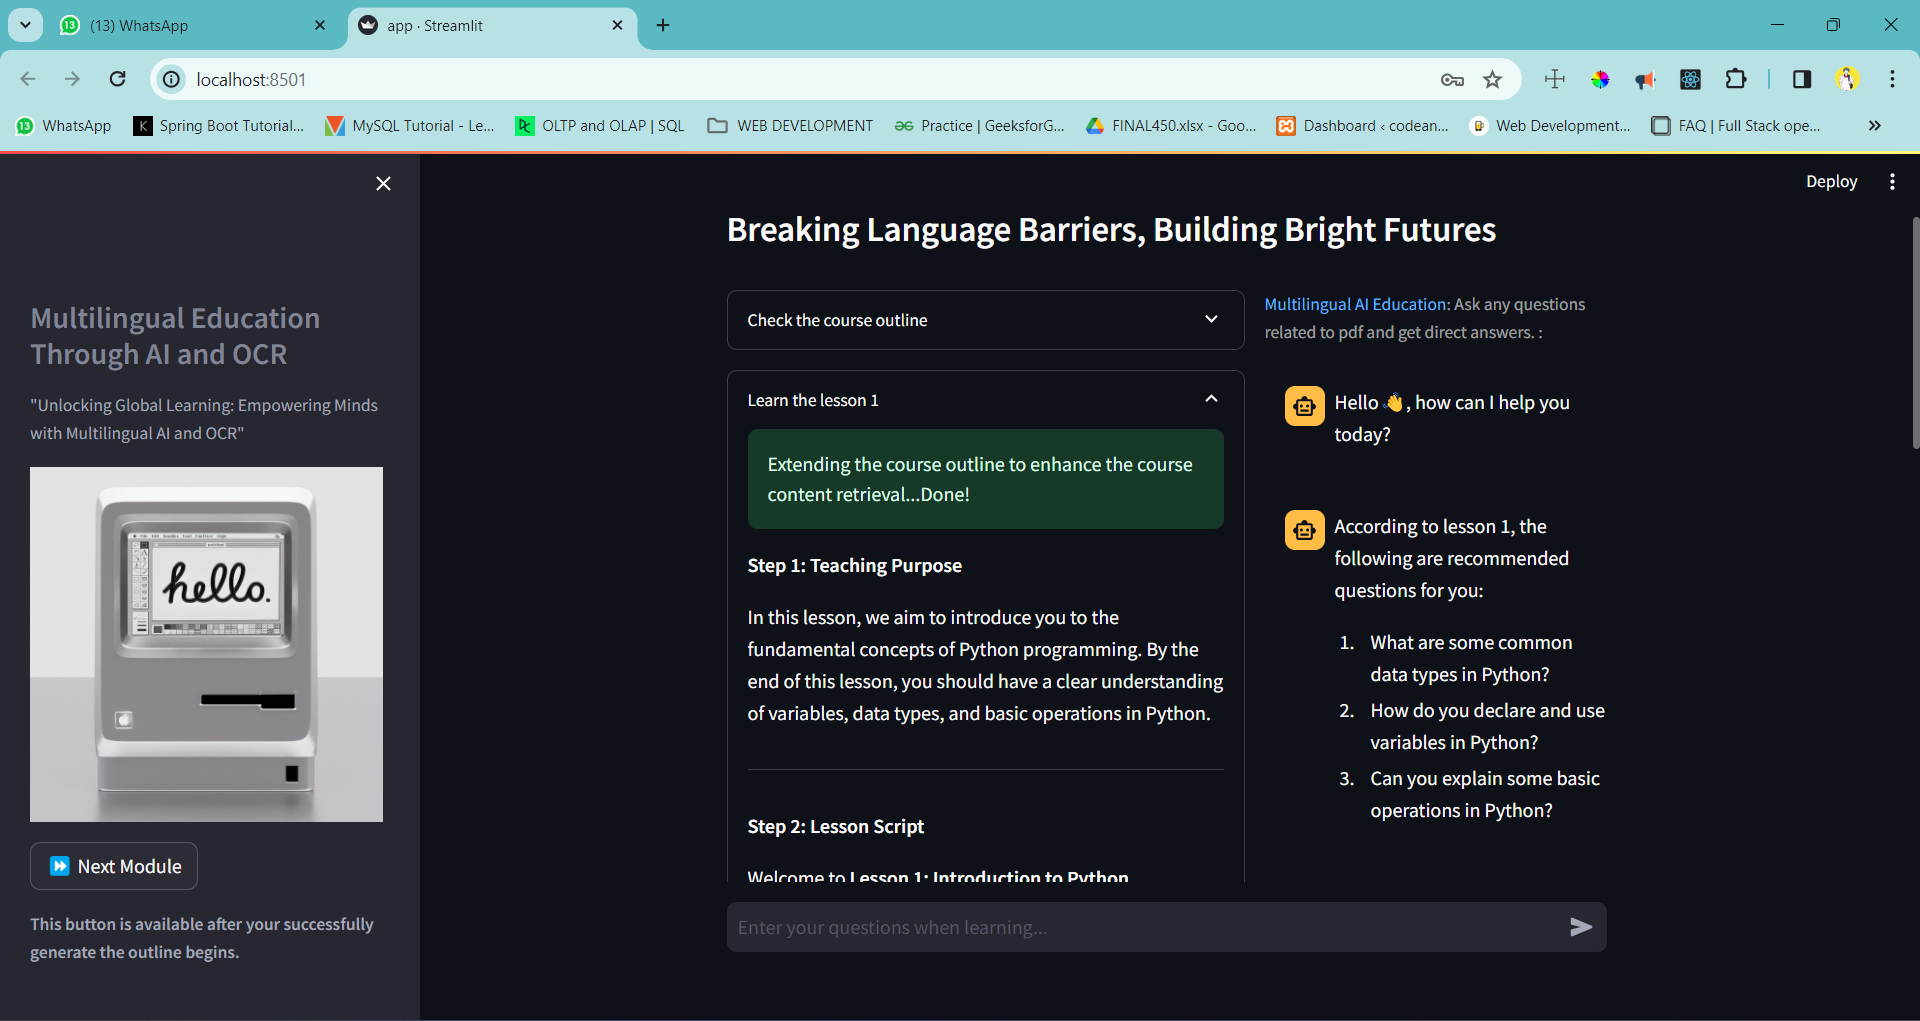 13 (13) WhatsApp
app · Streamlit
localhost:8501
13 WhatsApp
K Spring Boot Tutorial...
MySQL Tutorial - Le...
OLTP and OLAP | SQL
WEB DEVELOPMENT
Practice | GeeksforG...
FINAL450.xlsx - Goo...
Dashboard ‹ codean...
Web Development...
FAQ | Full Stack ope...
Deploy
Multilingual Education
Through AI and OCR
"Unlocking Global Learning: Empowering Minds
with Multilingual AI and OCR"
hello.
Next Module
This button is available after your successfully
generate the outline begins.
Breaking Language Barriers, Building Bright Futures
Check the course outline
Learn the lesson 1
Extending the course outline to enhance the course
content retrieval...Done!
Step 1: Teaching Purpose
In this lesson, we aim to introduce you to the
fundamental concepts of Python programming. By the
end of this lesson, you should have a clear understanding
of variables, data types, and basic operations in Python.
Step 2: Lesson Script
Welcome to Lesson 1: Introduction to Python
Multilingual AI Education: Ask any questions
related to pdf and get direct answers. :
Hello 👋, how can I help you
today?
According to lesson 1, the
following are recommended
questions for you:
1. What are some common
data types in Python?
2. How do you declare and use
variables in Python?
3. Can you explain some basic
operations in Python?
Enter your questions when learning...